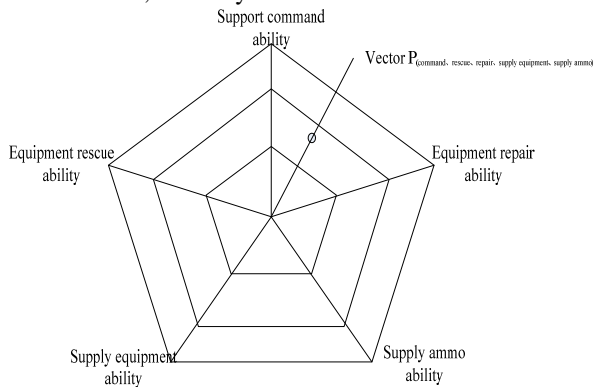 Support command
ability
Vector P(command、rescue、repair、supply equipment、supply ammo)
Equipment rescue
ability
Equipment repair
ability
Supply equipment
ability
Supply ammo
ability